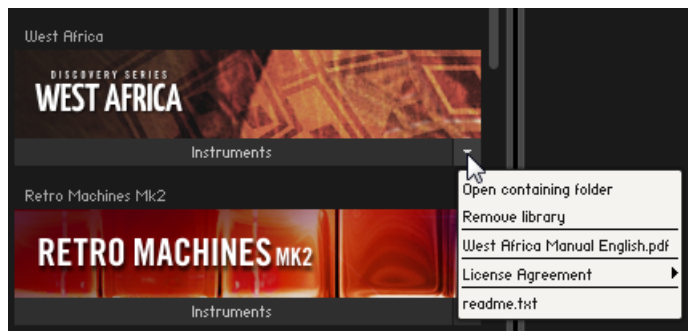 West Africa
DISCOVERY SERIES
WEST AFRICA
Instruments
Open containing folder
Remove library
West Africa Manual English.pdf
License Agreement
readme.txt
Retro Machines Mk2
RETRO MACHINES MK2
Instruments